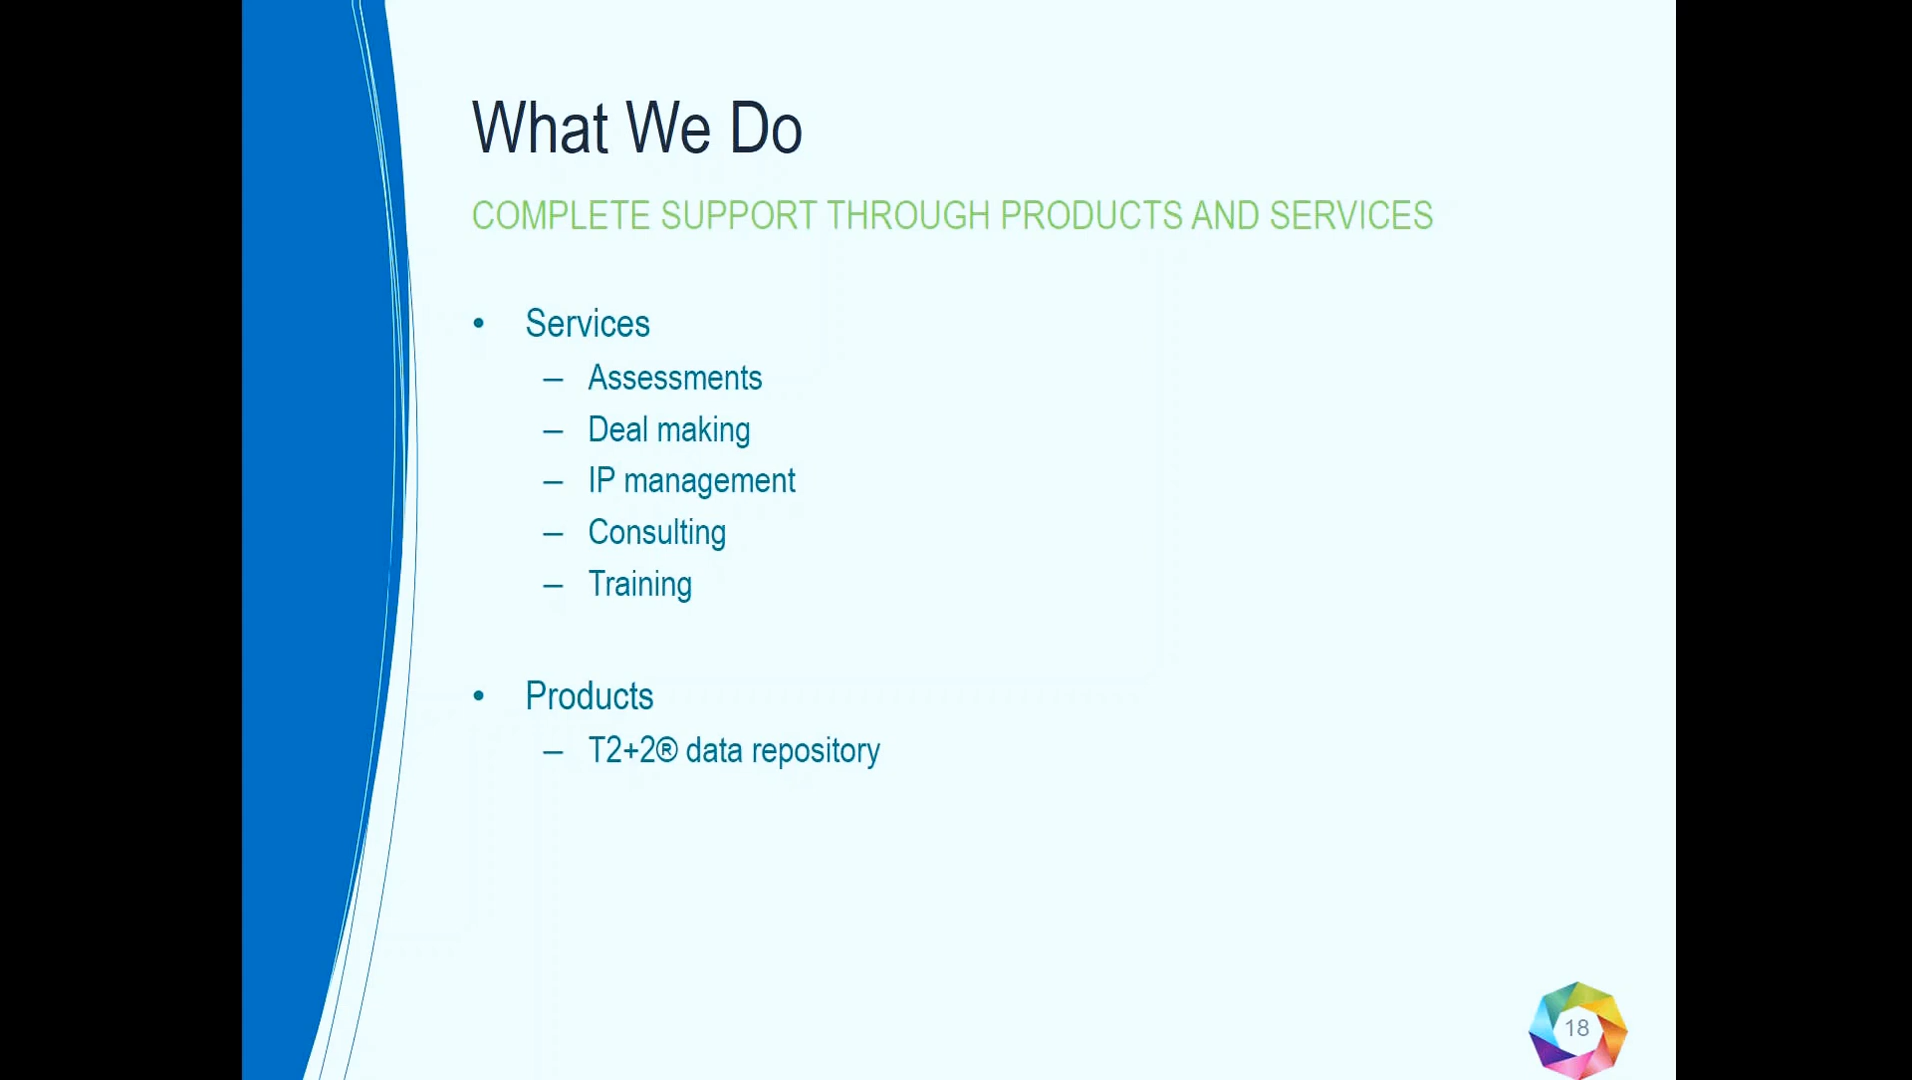 What We Do
COMPLETE SUPPORT THROUGH PRODUCTS AND SERVICES
• Services
– Assessments
– Deal making
– IP management
– Consulting
– Training
• Products
– T2+2® data repository
18